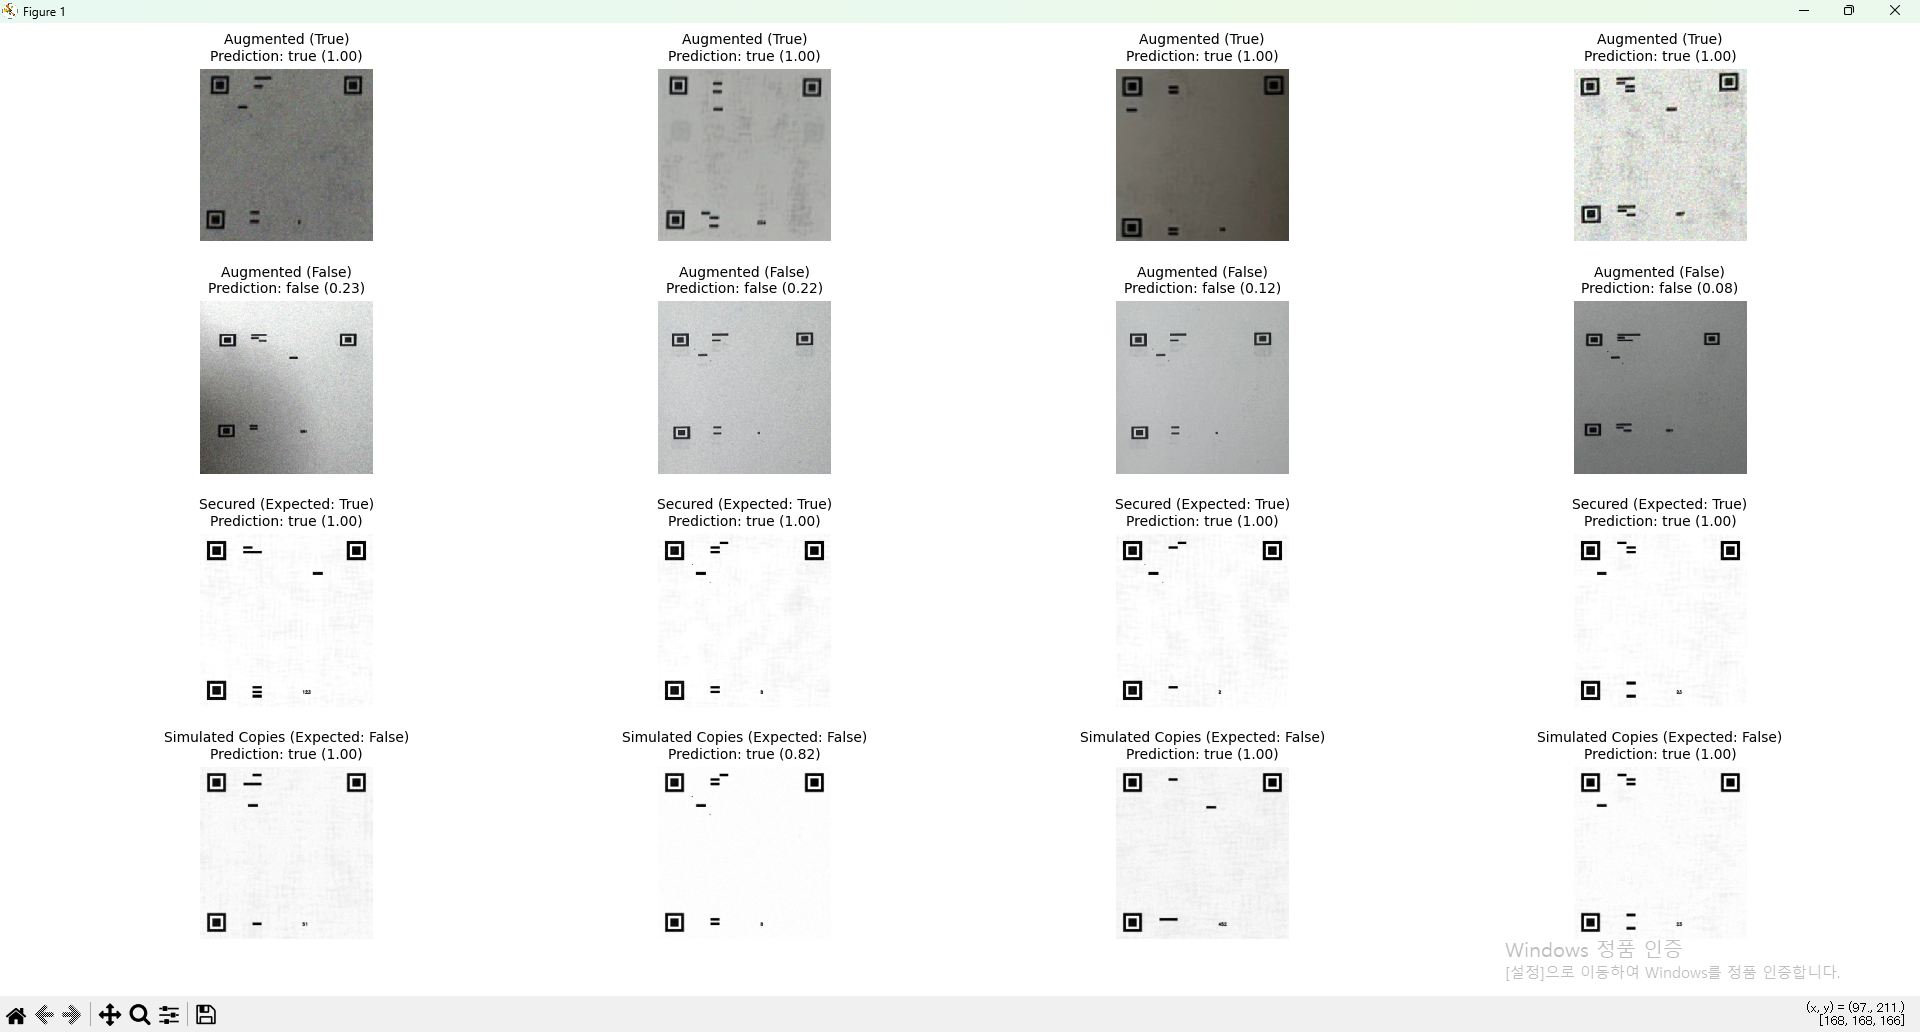 Figure 1
Augmented (True)
Prediction: true (1.00)
Augmented (True)
Prediction: true (1.00)
Augmented (True)
Prediction: true (1.00)
Augmented (True)
Prediction: true (1.00)
Augmented (False)
Prediction: false (0.23)
Augmented (False)
Prediction: false (0.22)
Augmented (False)
Prediction: false (0.12)
Augmented (False)
Prediction: false (0.08)
Secured (Expected: True)
Prediction: true (1.00)
Secured (Expected: True)
Prediction: true (1.00)
Secured (Expected: True)
Prediction: true (1.00)
Secured (Expected: True)
Prediction: true (1.00)
Simulated Copies (Expected: False)
Prediction: true (1.00)
Simulated Copies (Expected: False)
Prediction: true (0.82)
Simulated Copies (Expected: False)
Prediction: true (1.00)
Simulated Copies (Expected: False)
Prediction: true (1.00)
Windows 정품 인증
[설정]으로 이동하여 Windows를 정품 인증합니다.
(x, y) = (97., 211.)
[168, 168, 166]